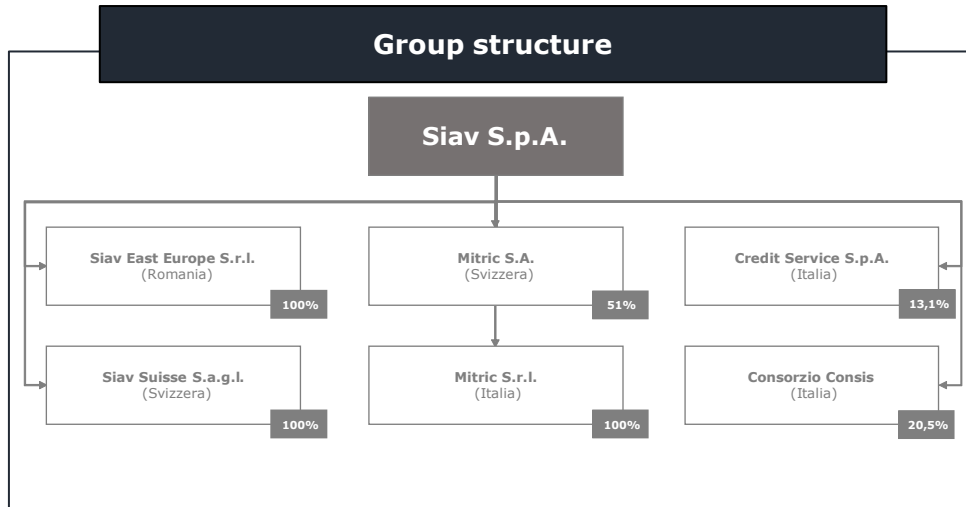 Group structure
Siav S.p.A.
Siav East Europe S.r.l.
(Romania)
100%
Mitric S.A.
(Svizzera)
51%
Credit Service S.p.A.
(Italia)
13,1%
Siav Suisse S.a.g.l.
(Svizzera)
100%
Mitric S.r.l.
(Italia)
100%
Consorzio Consis
(Italia)
20,5%